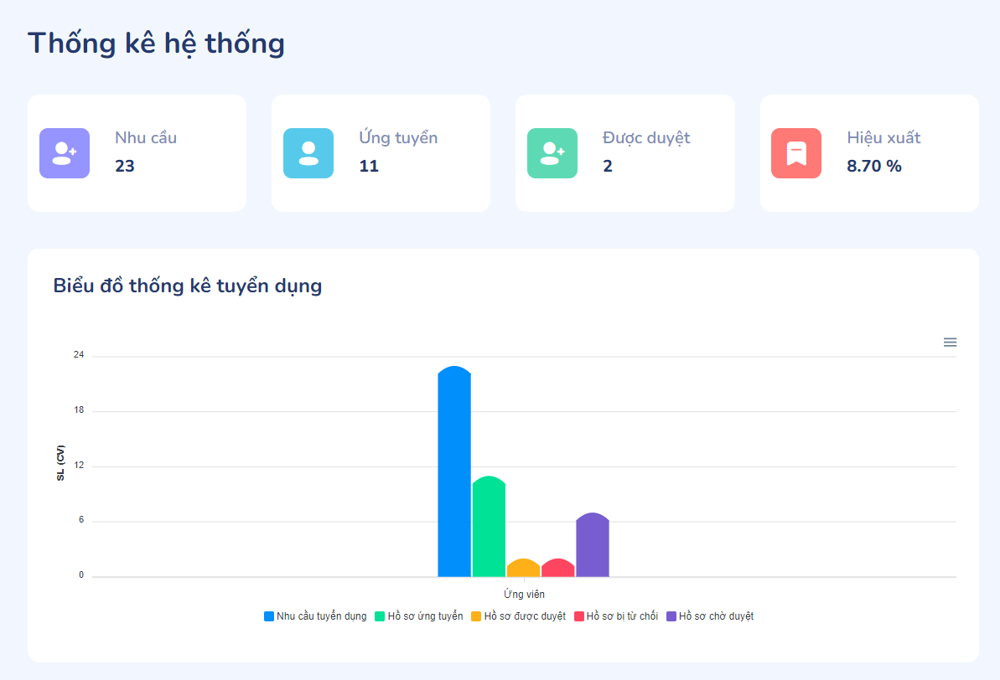 Thống kê hệ thống
Nhu cầu
23
Ứng tuyển
11
Được duyệt
2
Hiệu xuất
8.70 %
Biểu đồ thống kê tuyển dụng
24
18
12
6
0
SL (CV)
Ứng viên
Nhu cầu tuyển dụng Hồ sơ ứng tuyển Hồ sơ được duyệt Hồ sơ bị từ chối Hồ sơ chờ duyệt